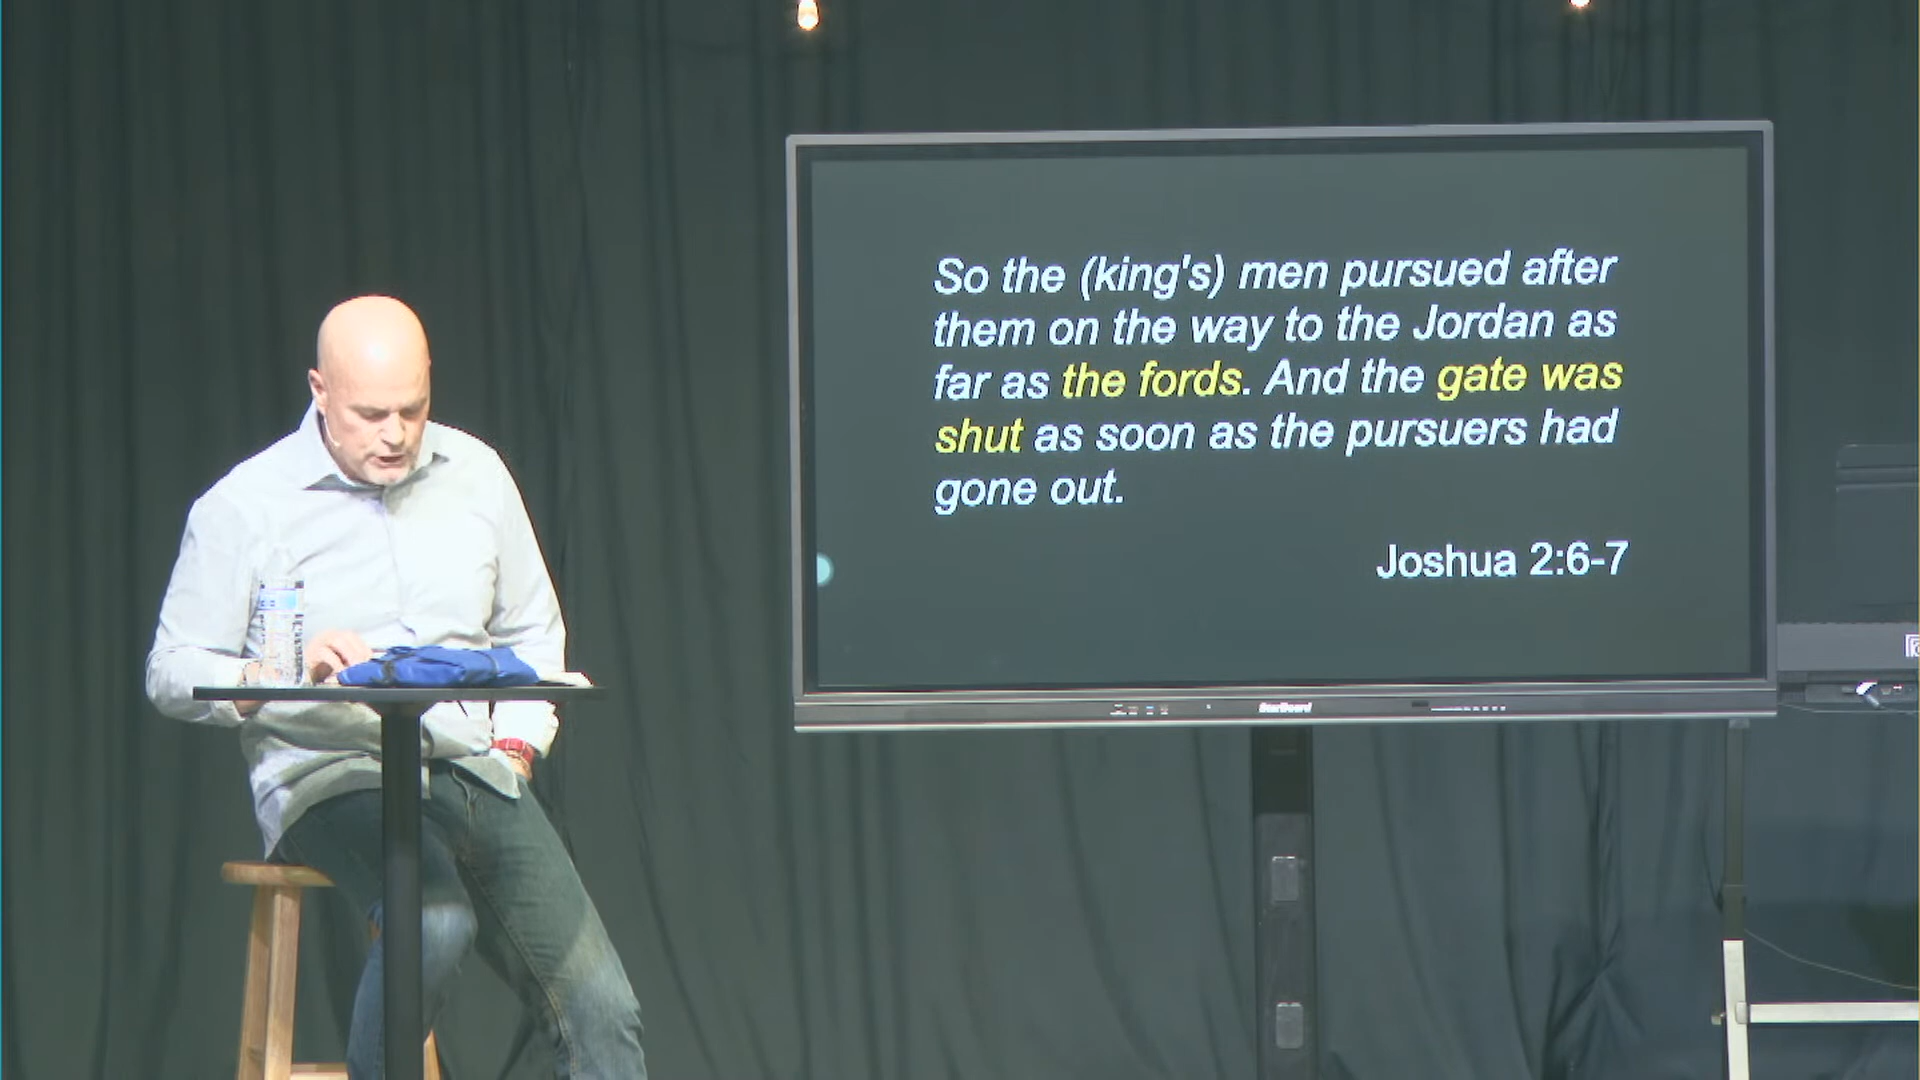 So the (king's) men pursued after
them on the way to the Jordan as
far as the fords. And the gate was
shut as soon as the pursuers had
gone out.
Joshua 2:6-7
StarBoard